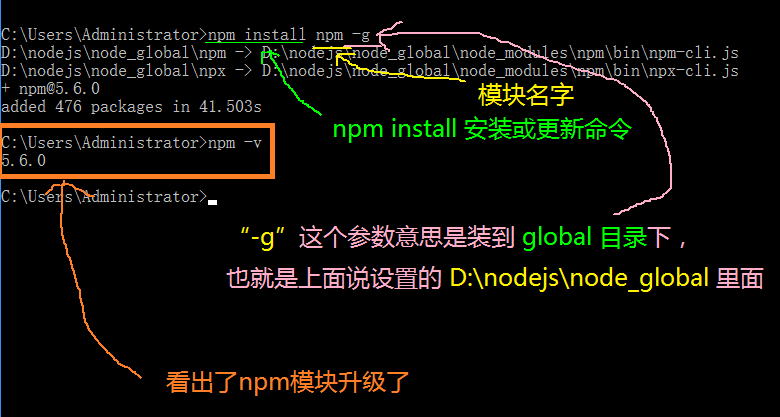 C:\Users\Administrator>npm install npm -g
D:\nodejs\node_global\npm -> D:\nodejs\node_global\node_modules\npm\bin\npm-cli.js
D:\nodejs\node_global\npx -> D:\nodejs\node_global\node_modules\npm\bin\npx-cli.js
+ npm@5.6.0
added 476 packages in 41.503s
模块名字
npm install 安装或更新命令
C:\Users\Administrator>npm -v
5.6.0
C:\Users\Administrator>
“-g”这个参数意思是装到 global 目录下，
也就是上面说设置的 D:\nodejs\node_global 里面
看出了npm模块升级了